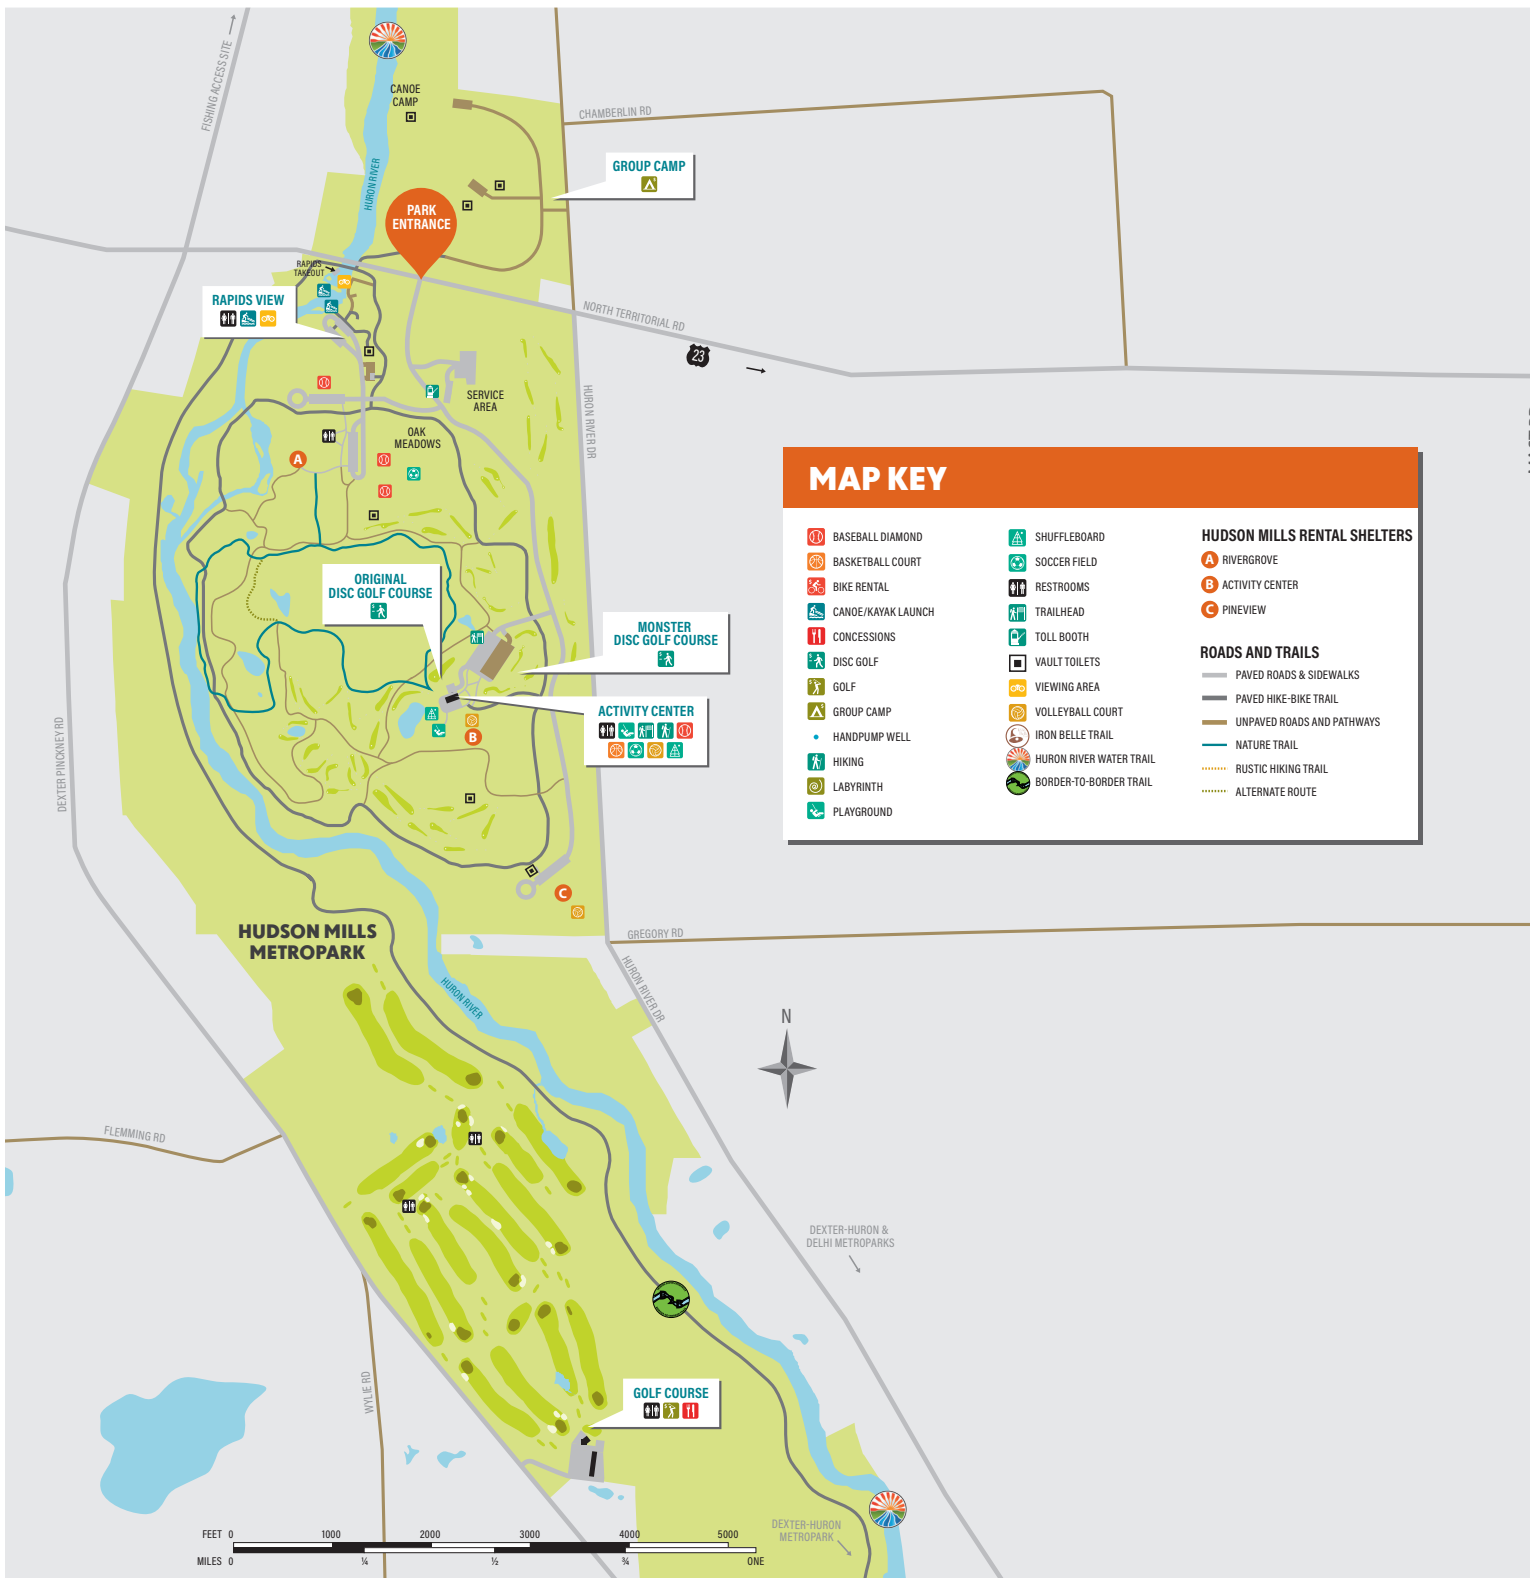 FISHING ACCESS SITE
CANOE
CAMP
CHAMBERLIN RD
GROUP CAMP
HURON RIVER
PARK
ENTRANCE
RAPIDS
TAKEOUT
RAPIDS VIEW
NORTH TERRITORIAL RD
23
SERVICE
AREA
HURON RIVER DR
OAK
MEADOWS
A
ORIGINAL
DISC GOLF COURSE
MONSTER
DISC GOLF COURSE
ACTIVITY CENTER
B
DEXTER PINCKNEY RD
C
HUDSON MILLS
METROPARK
GREGORY RD
HURON RIVER
HURON RIVER DR
N
FLEMMING RD
DEXTER-HURON &
DELHI METROPARKS
B2B
WYLIE RD
GOLF COURSE
DEXTER-HURON
METROPARK
FEET 0 1000 2000 3000 4000 5000
MILES 0 ¼ ½ ¾ ONE
MAP KEY
BASEBALL DIAMOND
BASKETBALL COURT
BIKE RENTAL
CANOE/KAYAK LAUNCH
CONCESSIONS
DISC GOLF
GOLF
GROUP CAMP
HANDPUMP WELL
HIKING
LABYRINTH
PLAYGROUND
SHUFFLEBOARD
SOCCER FIELD
RESTROOMS
TRAILHEAD
TOLL BOOTH
VAULT TOILETS
VIEWING AREA
VOLLEYBALL COURT
IRON BELLE TRAIL
HURON RIVER WATER TRAIL
BORDER-TO-BORDER TRAIL
HUDSON MILLS RENTAL SHELTERS
A RIVERGROVE
B ACTIVITY CENTER
C PINEVIEW
ROADS AND TRAILS
PAVED ROADS & SIDEWALKS
PAVED HIKE-BIKE TRAIL
UNPAVED ROADS AND PATHWAYS
NATURE TRAIL
RUSTIC HIKING TRAIL
ALTERNATE ROUTE